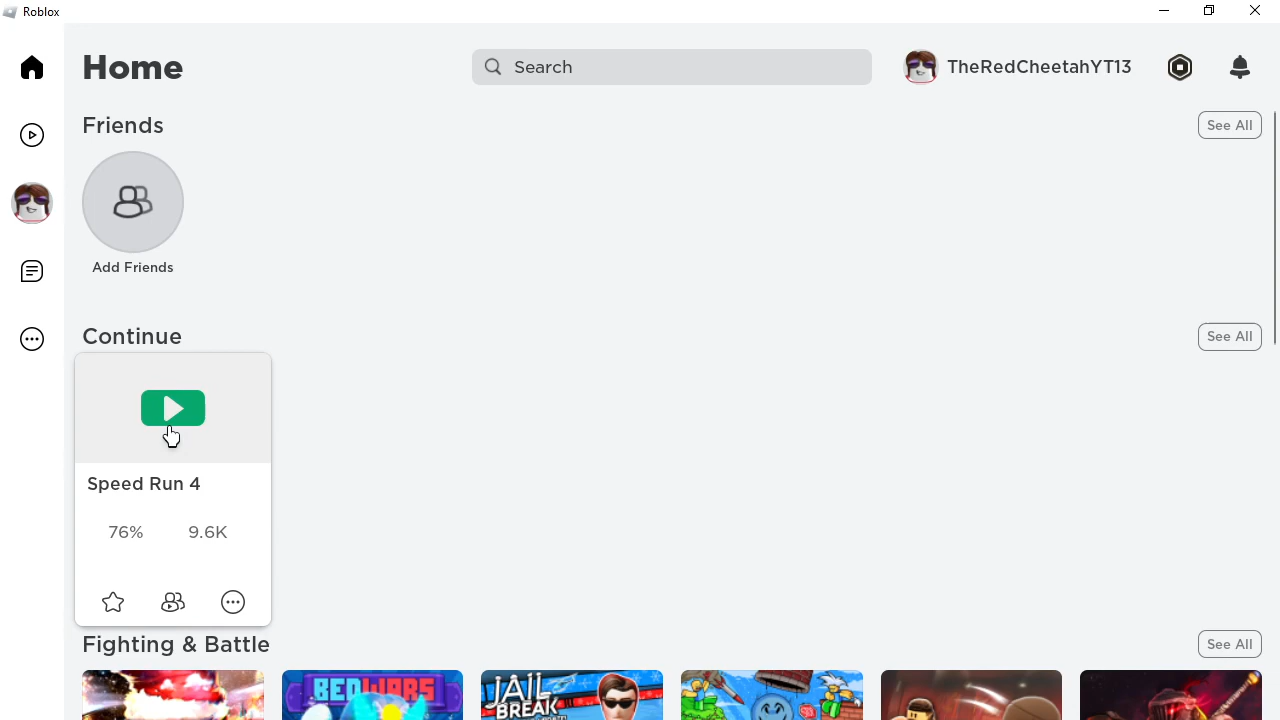 Roblox
Home
Search
TheRedCheetahYT13
Friends
See All
Add Friends
Continue
See All
Speed Run 4
76% 9.6K
Fighting & Battle
See All
BEDWARS
JAIL
BREAK